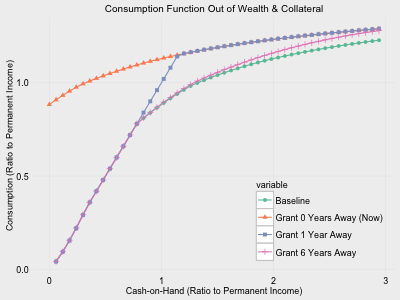 Consumption Function Out of Wealth & Collateral
Consumption (Ratio to Permanent Income)
1.0
0.5
0.0
variable
Baseline
Grant 0 Years Away (Now)
Grant 1 Year Away
Grant 6 Years Away
0
1
2
3
Cash-on-Hand (Ratio to Permanent Income)